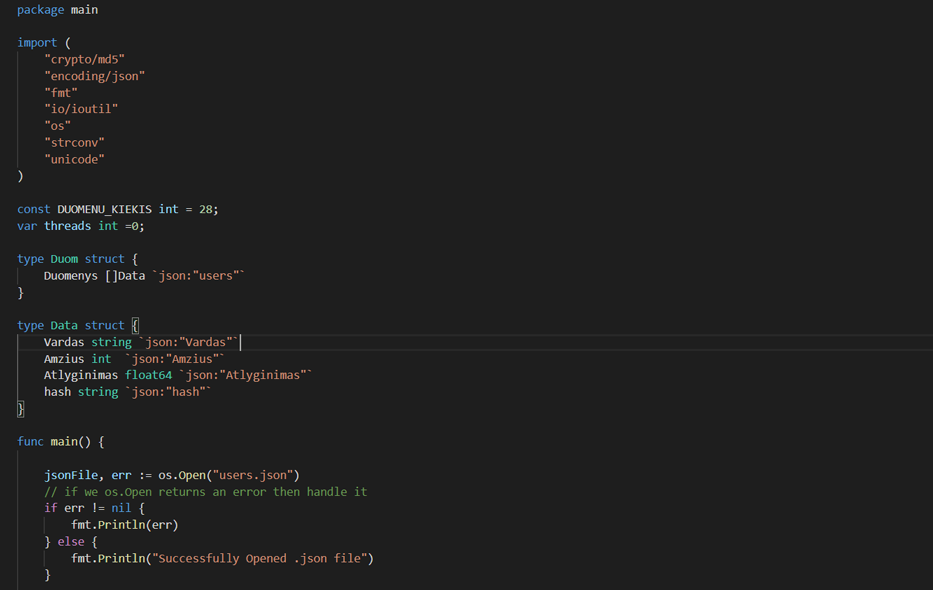 package main
import (
"crypto/md5"
"encoding/json"
"fmt"
"io/ioutil"
"os"
"strconv"
"unicode"
)
const DUOMENU_KIEKIS int = 28;
var threads int =0;
type Duom struct {
Duomenys []Data `json:"users"`
}
type Data struct {
Vardas string `json:"Vardas"`
Amzius int  `json:"Amzius"`
Atlyginimas float64 `json:"Atlyginimas"`
hash string `json:"hash"`
}
func main() {
jsonFile, err := os.Open("users.json")
// if we os.Open returns an error then handle it
if err != nil {
fmt.Println(err)
} else {
fmt.Println("Successfully Opened .json file")
}